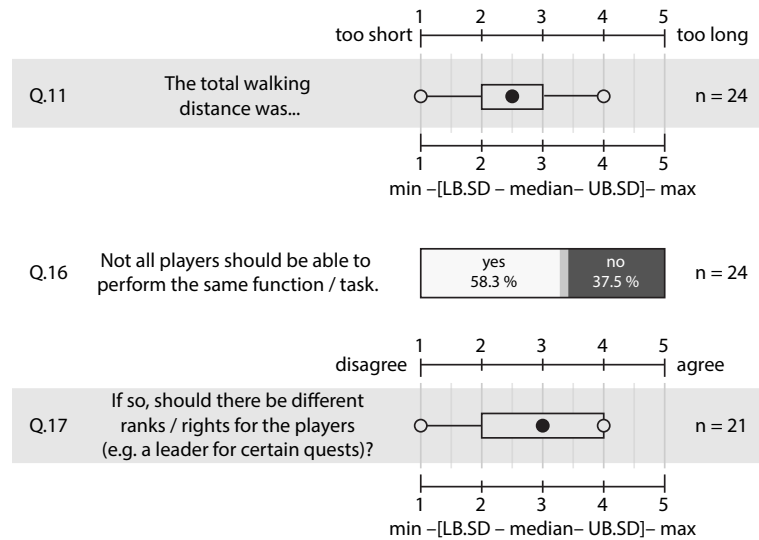 1 2 3 4 5
too short too long
Q.11 The total walking distance was... n = 24
1 2 3 4 5
min –[LB.SD – median– UB.SD]– max
Q.16 Not all players should be able to perform the same function / task. yes 58.3 % no 37.5 % n = 24
1 2 3 4 5
disagree agree
Q.17 If so, should there be different ranks / rights for the players (e.g. a leader for certain quests)? n = 21
1 2 3 4 5
min –[LB.SD – median– UB.SD]– max